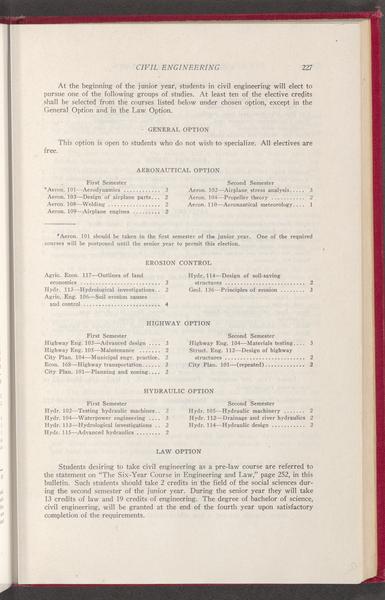 CIVIL ENGINEERING 227
At the beginning of the junior year, students in civil engineering will elect to
pursue one of the following groups of studies. At least ten of the elective credits
shall be selected from the courses listed below under chosen option, except in the
General Option and in the Law Option.
GENERAL OPTION
This option is open to students who do not wish to specialize. All electives are
free.
AERONAUTICAL OPTION
First Semester
*Aeron. 101—Aerodynamics ............ 3
Aeron. 103—Design of airplane parts... 2
Aeron. 108—Welding ................. 2
Aeron. 109—Airplane engines ......... 2
Second Semester
Aeron. 102—Airplane stress analysis..... 3
Aeron. 104—Propeller theory ........... 2
Aeron. 110—Aeronautical meteorology... 1
*Aeron. 101 should be taken in the first semester of the junior year. One of the required
courses will be postponed until the senior year to permit this election.
EROSION CONTROL
Agric. Econ. 117—Outlines of land
economics ........................ 3
Hydr. 113—Hydrological investigations.. 2
Agric. Eng. 106—Soil erosion causes
and control ....................... 4
Hydr. 114—Design of soil-saving
structures ........................ 2
Geol. 136—Principles of erosion ........ 3
HIGHWAY OPTION
First Semester
Highway Eng. 103—Advanced design .... 3
Highway Eng. 105—Maintenance ....... 2
City Plan. 104—Municipal engr. practice. 2
Econ. 168—Highway transportation...... 3
City Plan. 101—Planning and zoning.... 2
Second Semester
Highway Eng. 104—Materials testing.... 3
Struct. Eng. 112—Design of highway
structures ........................ 2
City Plan. 101—(repeated)............. 2
HYDRAULIC OPTION
First Semester
Hydr. 102—Testing hydraulic machines.. 2
Hydr. 104—Waterpower engineering .... 3
Hydr. 113—Hydrological investigations .. 2
Hydr. 115—Advanced hydraulics ........ 2
Second Semester
Hydr. 105—Hydraulic machinery ....... 2
Hydr. 112—Drainage and river hydraulics 2
Hydr. 114—Hydraulic design ........... 2
LAW OPTION
Students desiring to take civil engineering as a pre-law course are referred to
the statement on "The Six-Year Course in Engineering and Law," page 252, in this
bulletin. Such students should take 2 credits in the field of the social sciences dur-
ing the second semester of the junior year. During the senior year they will take
13 credits of law and 19 credits of engineering. The degree of bachelor of science,
civil engineering, will be granted at the end of the fourth year upon satisfactory
completion of the requirements.